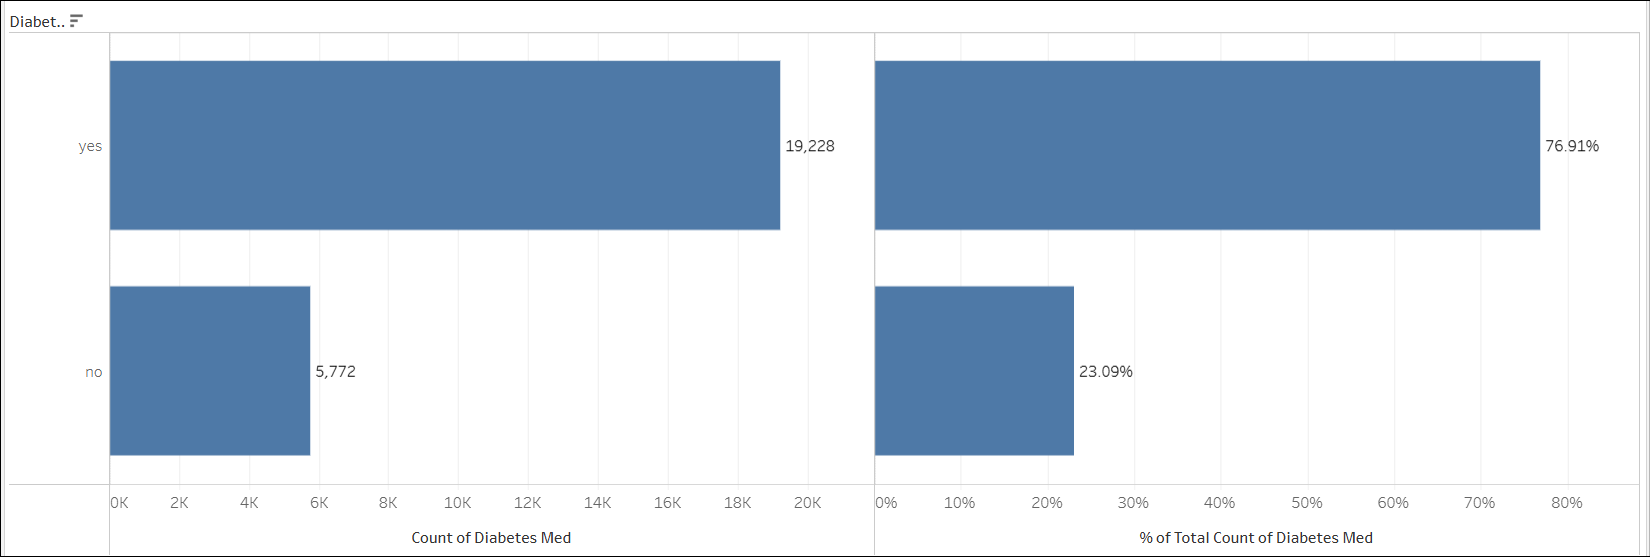 Diabet..
yes
19,228
76.91%
no
5,772
23.09%
0K 2K 4K 6K 8K 10K 12K 14K 16K 18K 20K
0% 10% 20% 30% 40% 50% 60% 70% 80%
Count of Diabetes Med
% of Total Count of Diabetes Med